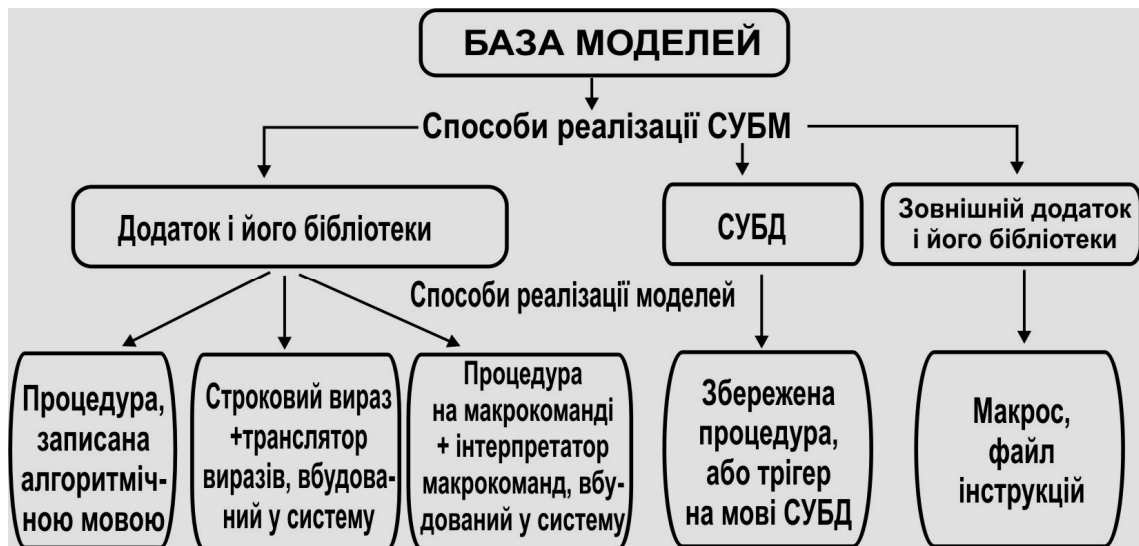 БАЗА МОДЕЛЕЙ
Способи реалізації СУБМ
Додаток і його бібліотеки
СУБД
Зовнішній додаток
і його бібліотеки
Способи реалізації моделей
Процедура,
записана
алгоритміч-
ною мовою
Строковий вираз
+транслятор
виразів, вбудова-
ний у систему
Процедура
на макрокоманді
+ інтерпретатор
макрокоманд, вбу-
дований у систему
Збережена
процедура,
або трігер
на мові СУБД
Макрос,
файл
інструкцій